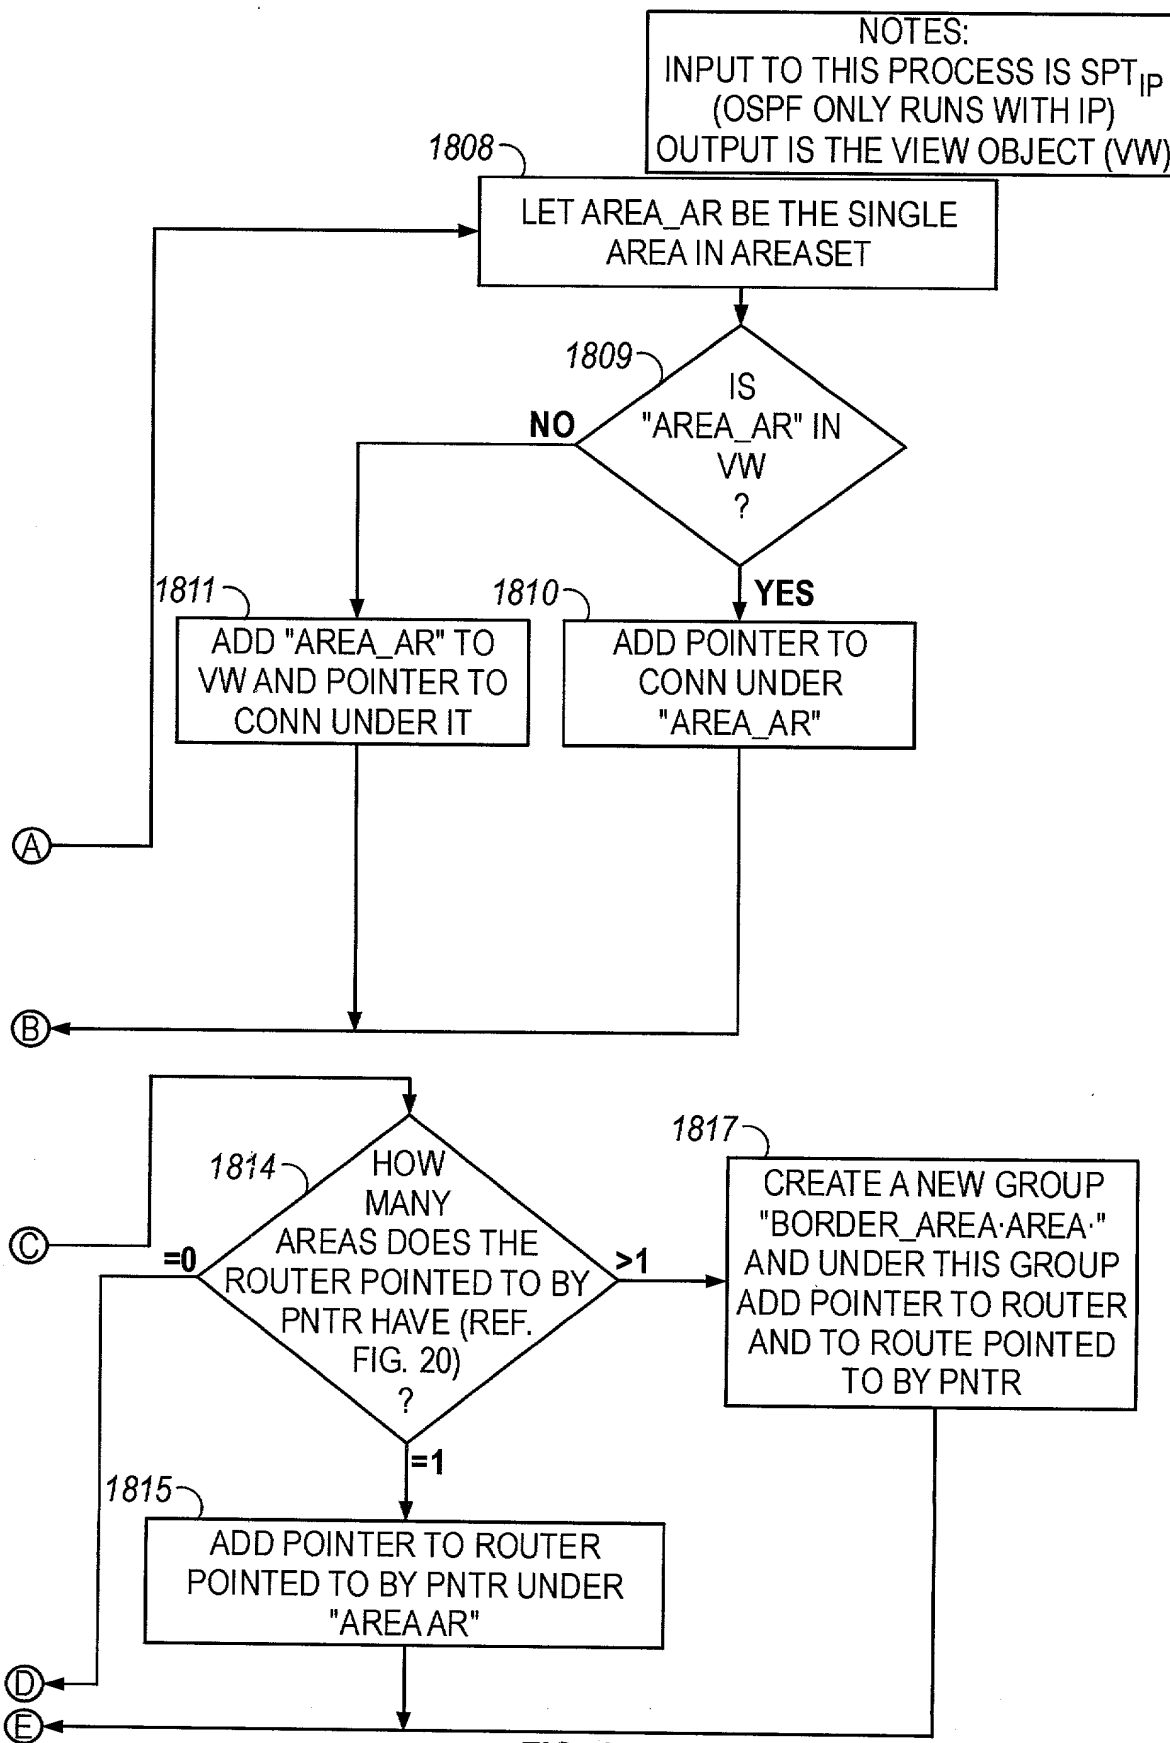 NOTES:
INPUT TO THIS PROCESS IS SPT_IP
(OSPF ONLY RUNS WITH IP)
OUTPUT IS THE VIEW OBJECT (VW)
1808
LET AREA_AR BE THE SINGLE
AREA IN AREASET
1809
IS
"AREA_AR" IN
VW
?
NO
YES
1811
ADD "AREA_AR" TO
VW AND POINTER TO
CONN UNDER IT
1810
ADD POINTER TO
CONN UNDER
"AREA_AR"
A
B
C
1814
HOW
MANY
AREAS DOES THE
ROUTER POINTED TO BY
PNTR HAVE (REF.
FIG. 20)
?
=0
>1
=1
1817
CREATE A NEW GROUP
"BORDER_AREA·AREA·"
AND UNDER THIS GROUP
ADD POINTER TO ROUTER
AND TO ROUTE POINTED
TO BY PNTR
1815
ADD POINTER TO ROUTER
POINTED TO BY PNTR UNDER
"AREA AR"
D
E